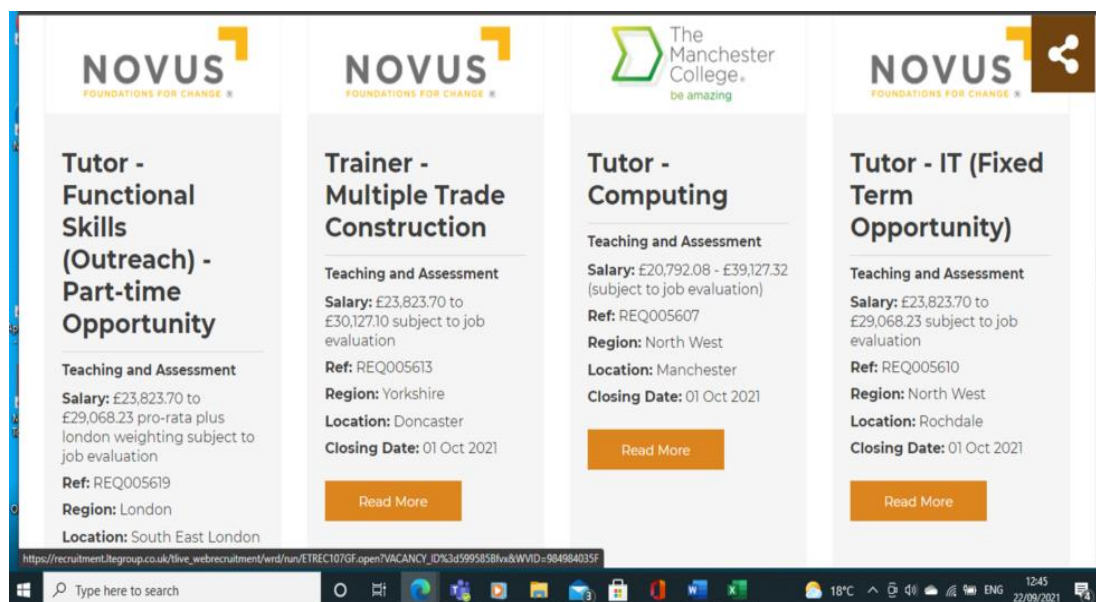 NOVUS
FOUNDATIONS FOR CHANGE ®
Tutor -
Functional
Skills
(Outreach) -
Part-time
Opportunity
Teaching and Assessment
Salary: £23,823.70 to
£29,068.23 pro-rata plus
london weighting subject to
job evaluation
Ref: REQ005619
Region: London
Location: South East London
NOVUS
FOUNDATIONS FOR CHANGE ®
Trainer -
Multiple Trade
Construction
Teaching and Assessment
Salary: £23,823.70 to
£30,127.10 subject to job
evaluation
Ref: REQ005613
Region: Yorkshire
Location: Doncaster
Closing Date: 01 Oct 2021
Read More
The
Manchester
College.
be amazing
Tutor -
Computing
Teaching and Assessment
Salary: £20,792.08 - £39,127.32
(subject to job evaluation)
Ref: REQ005607
Region: North West
Location: Manchester
Closing Date: 01 Oct 2021
Read More
NOVUS
FOUNDATIONS FOR CHANGE ®
Tutor - IT (Fixed
Term
Opportunity)
Teaching and Assessment
Salary: £23,823.70 to
£29,068.23 subject to job
evaluation
Ref: REQ005610
Region: North West
Location: Rochdale
Closing Date: 01 Oct 2021
Read More
https://recruitment.ltegroup.co.uk/tlive_webrecruitment/wrd/run/ETREC107GF.open?VACANCY_ID%3d599585Bfvx&WVID=984984035F
Type here to search
18°C
ENG
12:45
22/09/2021